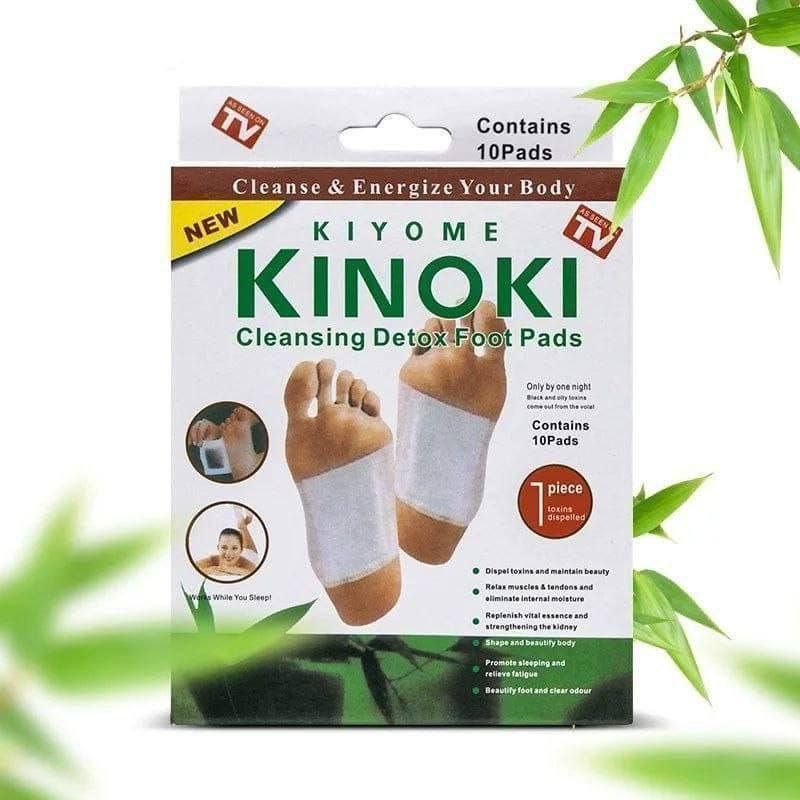 AS SEEN ON
TV
Contains
10Pads
Cleanse & Energize Your Body
NEW
KIYOME
AS SEEN
TV
KINOKI
Cleansing Detox Foot Pads
Only by one night
Black and oily toxins
come out from the vola!
Contains
10Pads
1 piece
toxins
dispelled
Works While You Sleep!
Dispel toxins and maintain beauty
Relax muscles & tendons and
eliminate internal moisture
Replenish vital essence and
strengthening the kidney
Shape and beautify body
Promote sleeping and
relieve fatigue
Beautify foot and clear odour